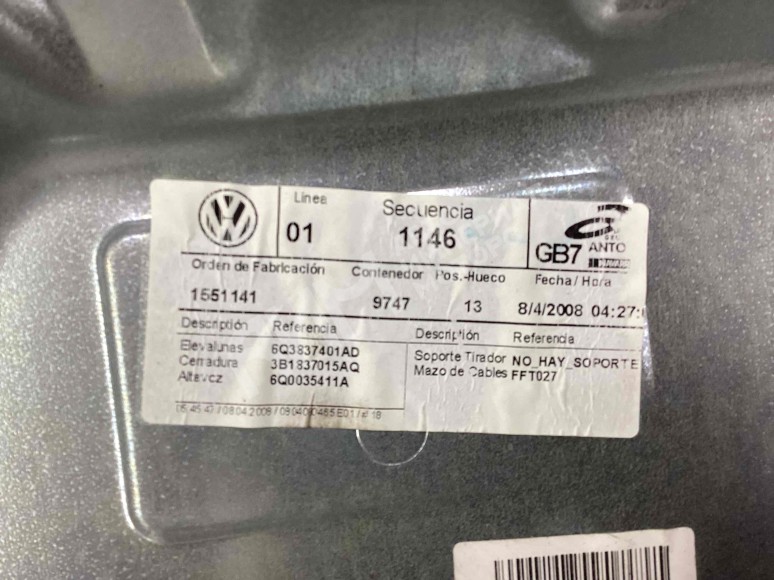 Linea
01
Secuencia
1146
GB7
ANTO
Orden de Fabricación
1551141
Contenedor
9747
Pos.-Hueco
13
Fecha/Hora
8/4/2008 04:27:
Descripción Referencia
Elevalunas 6Q3837401AD
Cerradura 3B1837015AQ
Altavoz 6Q0035411A
Descripción Referencia
Soporte Tirador NO_HAY_SOPORTE
Mazo de Cables FFT027